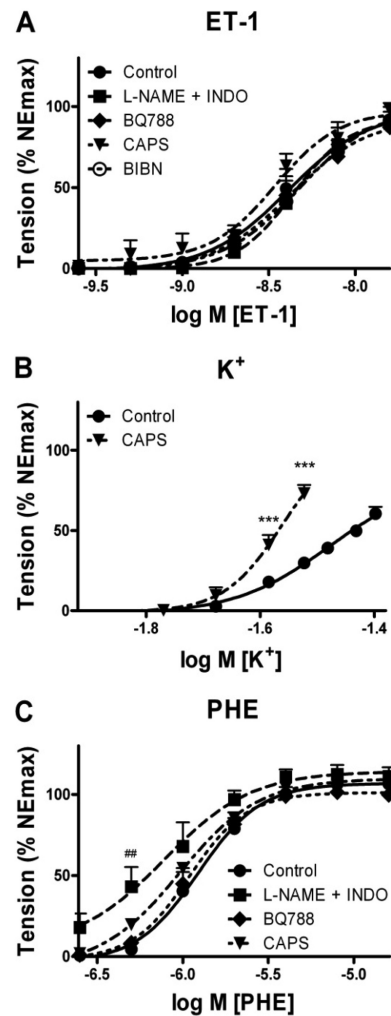 A
ET-1
Control
L-NAME + INDO
BQ788
CAPS
BIBN
Tension (% NEmax)
100
50
0
-9.5 -9.0 -8.5 -8.0
log M [ET-1]
B
K⁺
Control
CAPS
Tension (% NEmax)
100
50
0
***
***
-1.8 -1.6 -1.4
log M [K⁺]
C
PHE
Tension (% NEmax)
100
50
0
##
Control
L-NAME + INDO
BQ788
CAPS
-6.5 -6.0 -5.5 -5.0
log M [PHE]